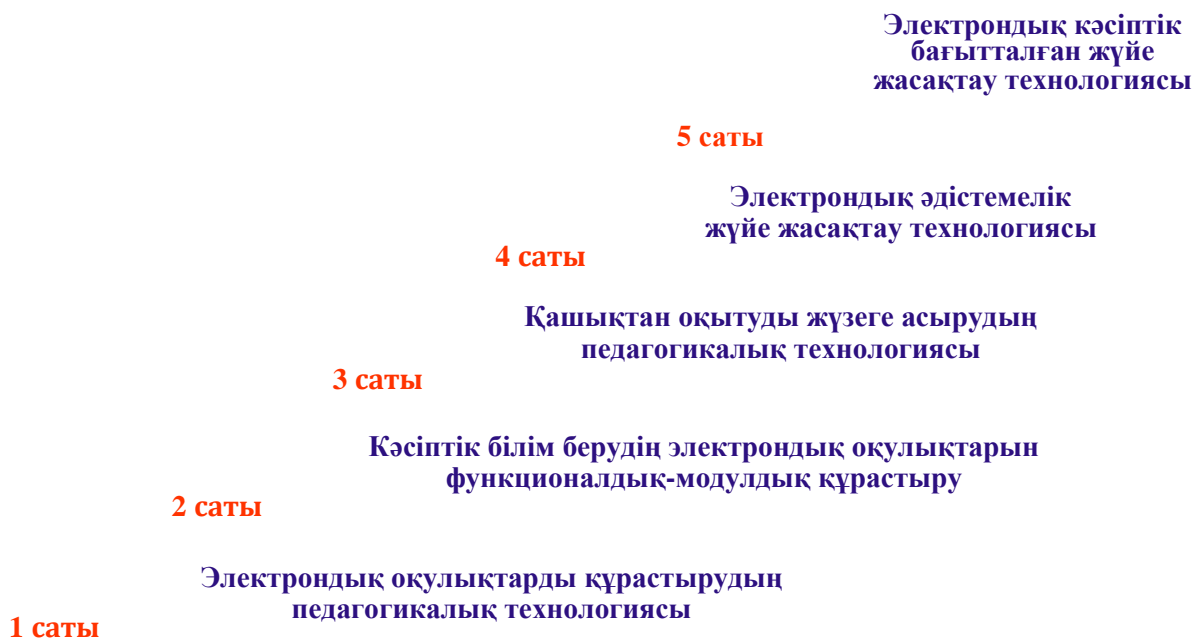 Электрондық кәсіптік
бағытталған жүйе
жасақтау технологиясы
5 саты
Электрондық әдістемелік
жүйе жасақтау технологиясы
4 саты
Қашықтан оқытуды жүзеге асырудың
педагогикалық технологиясы
3 саты
Кәсіптік білім берудің электрондық оқулықтарын
функционалдық-модулдық құрастыру
2 саты
Электрондық оқулықтарды құрастырудың
педагогикалық технологиясы
1 саты